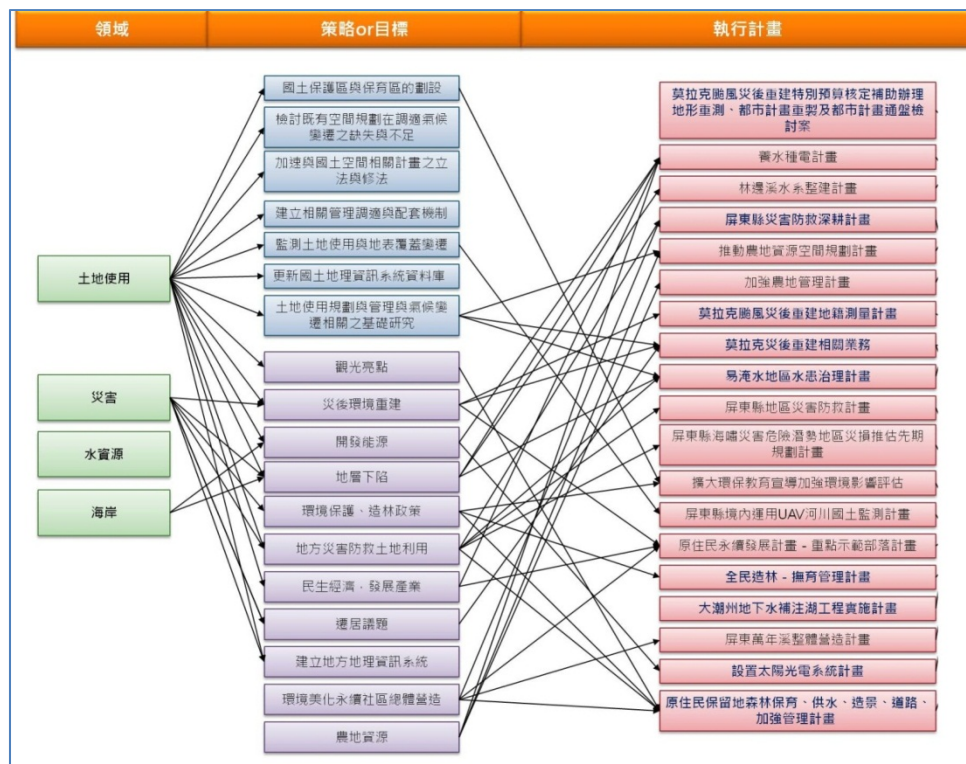 領域
策略or目標
執行計畫
土地使用
災害
水資源
海岸
國土保護區與保育區的劃設
檢討既有空間規劃在調適氣候
變遷之缺失與不足
加速與國土空間相關計畫之立
法與修法
建立相關管理調適與配套機制
監測土地使用與地表覆蓋變遷
更新國土地理資訊系統資料庫
土地使用規劃與管理與氣候變
遷相關之基礎研究
觀光亮點
災後環境重建
開發能源
地層下陷
環境保護、造林政策
地方災害防救土地利用
民生經濟、發展產業
遷居議題
建立地方地理資訊系統
環境美化永續社區總體營造
農地資源
莫拉克颱風災後重建特別預算核定補助辦理
地形重測、都市計畫重製及都市計畫通盤檢
討案
養水種電計畫
林邊溪水系整建計畫
屏東縣災害防救深耕計畫
推動農地資源空間規劃計畫
加強農地管理計畫
莫拉克颱風災後重建地籍測量計畫
莫拉克災後重建相關業務
易淹水地區水患治理計畫
屏東縣地區災害防救計畫
屏東縣海嘯災害危險潛勢地區災損推估先期
規劃計畫
擴大環保教育宣導加強環境影響評估
屏東縣境內運用UAV河川國土監測計畫
原住民永續發展計畫 - 重點示範部落計畫
全民造林 - 撫育管理計畫
大潮州地下水補注湖工程實施計畫
屏東萬年溪整體營造計畫
設置太陽光電系統計畫
原住民保留地森林保育、供水、造景、道路、
加強管理計畫